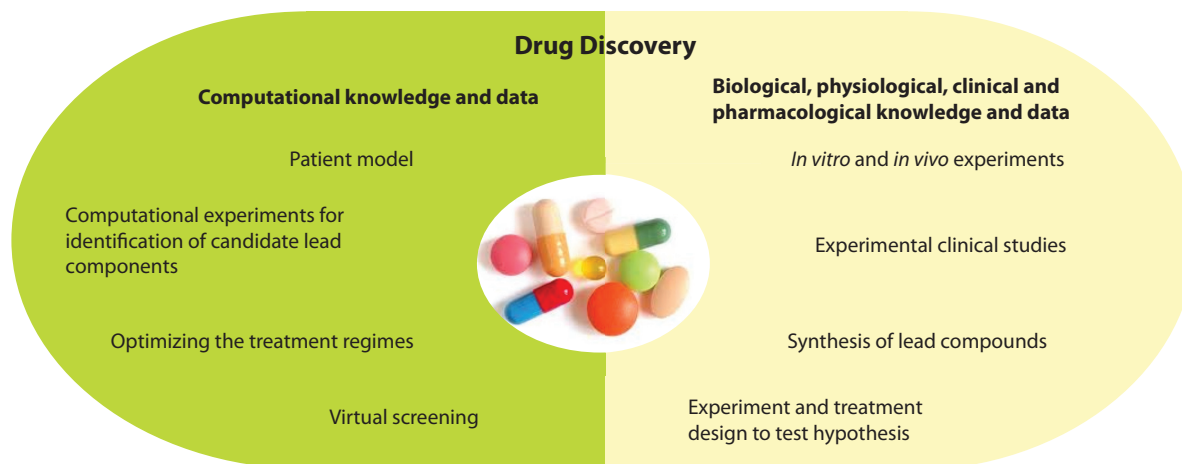 Drug Discovery
Computational knowledge and data
Patient model
Computational experiments for
identification of candidate lead
components
Optimizing the treatment regimes
Virtual screening
Biological, physiological, clinical and
pharmacological knowledge and data
In vitro and in vivo experiments
Experimental clinical studies
Synthesis of lead compounds
Experiment and treatment
design to test hypothesis